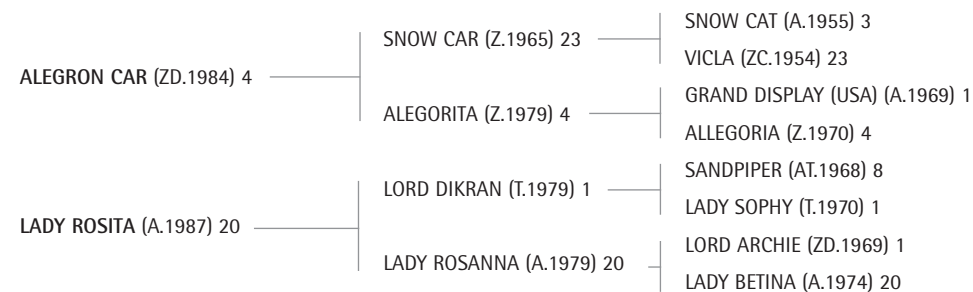 SNOW CAT (A.1955) 3
SNOW CAR (Z.1965) 23
VICLA (ZC.1954) 23
ALEGRON CAR (ZD.1984) 4
GRAND DISPLAY (USA) (A.1969) 1
ALEGORITA (Z.1979) 4
ALLEGORIA (Z.1970) 4
SANDPIPER (AT.1968) 8
LORD DIKRAN (T.1979) 1
LADY SOPHY (T.1970) 1
LADY ROSITA (A.1987) 20
LORD ARCHIE (ZD.1969) 1
LADY ROSANNA (A.1979) 20
LADY BETINA (A.1974) 20